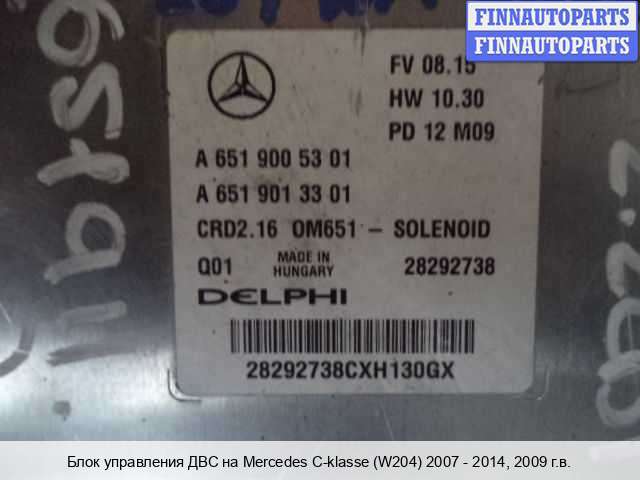 FINNAUTOPARTS
FINNAUTOPARTS
FV 08.15
HW 10.30
PD 12 M09
A 651 900 53 01
A 651 901 33 01
CRD2.16 OM651 - SOLENOID
Q01 MADE IN HUNGARY 28292738
DELPHI
28292738CXH130GX
Блок управления ДВС на Mercedes C-klasse (W204) 2007 - 2014, 2009 г.в.